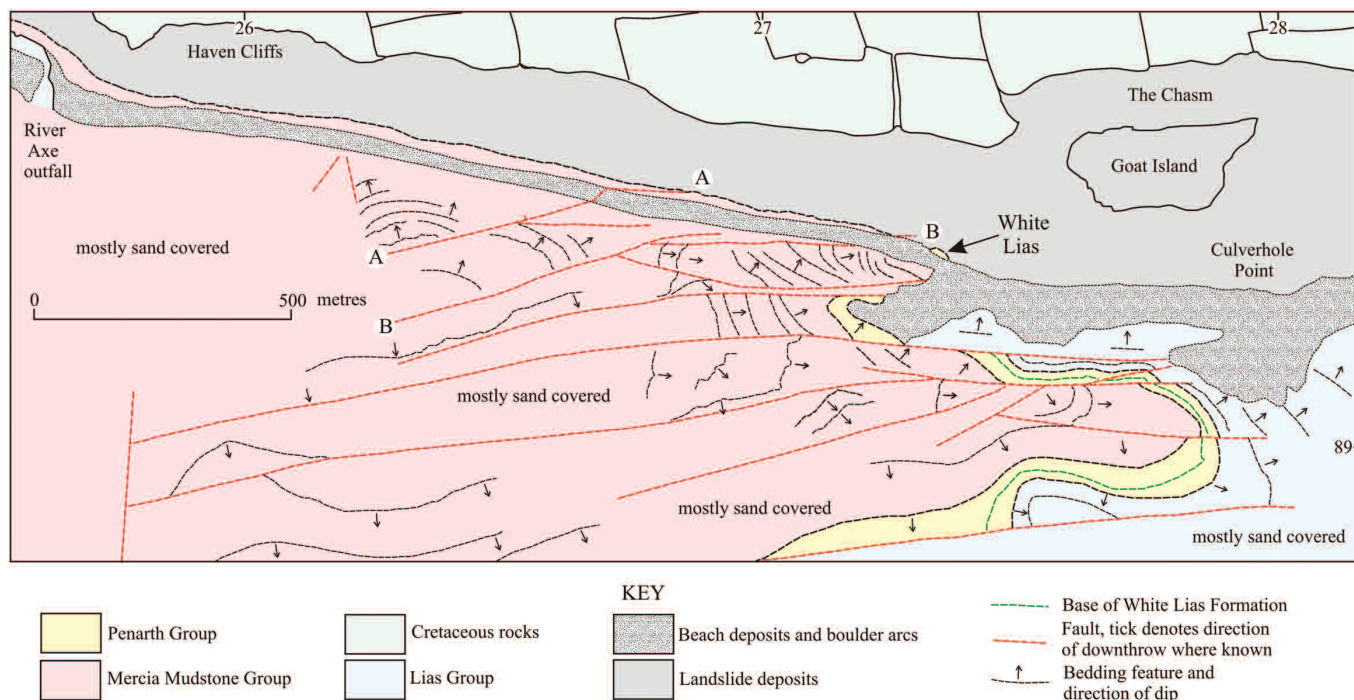 26
27
28
Haven Cliffs
The Chasm
River
Axe
outfall
Goat Island
A
B
White
Lias
Culverhole
Point
mostly sand covered
A
0
500 metres
B
mostly sand covered
89
mostly sand covered
mostly sand covered
KEY
Penarth Group
Cretaceous rocks
Beach deposits and boulder arcs
Base of White Lias Formation
Fault, tick denotes direction
of downthrow where known
Mercia Mudstone Group
Lias Group
Landslide deposits
Bedding feature and
direction of dip